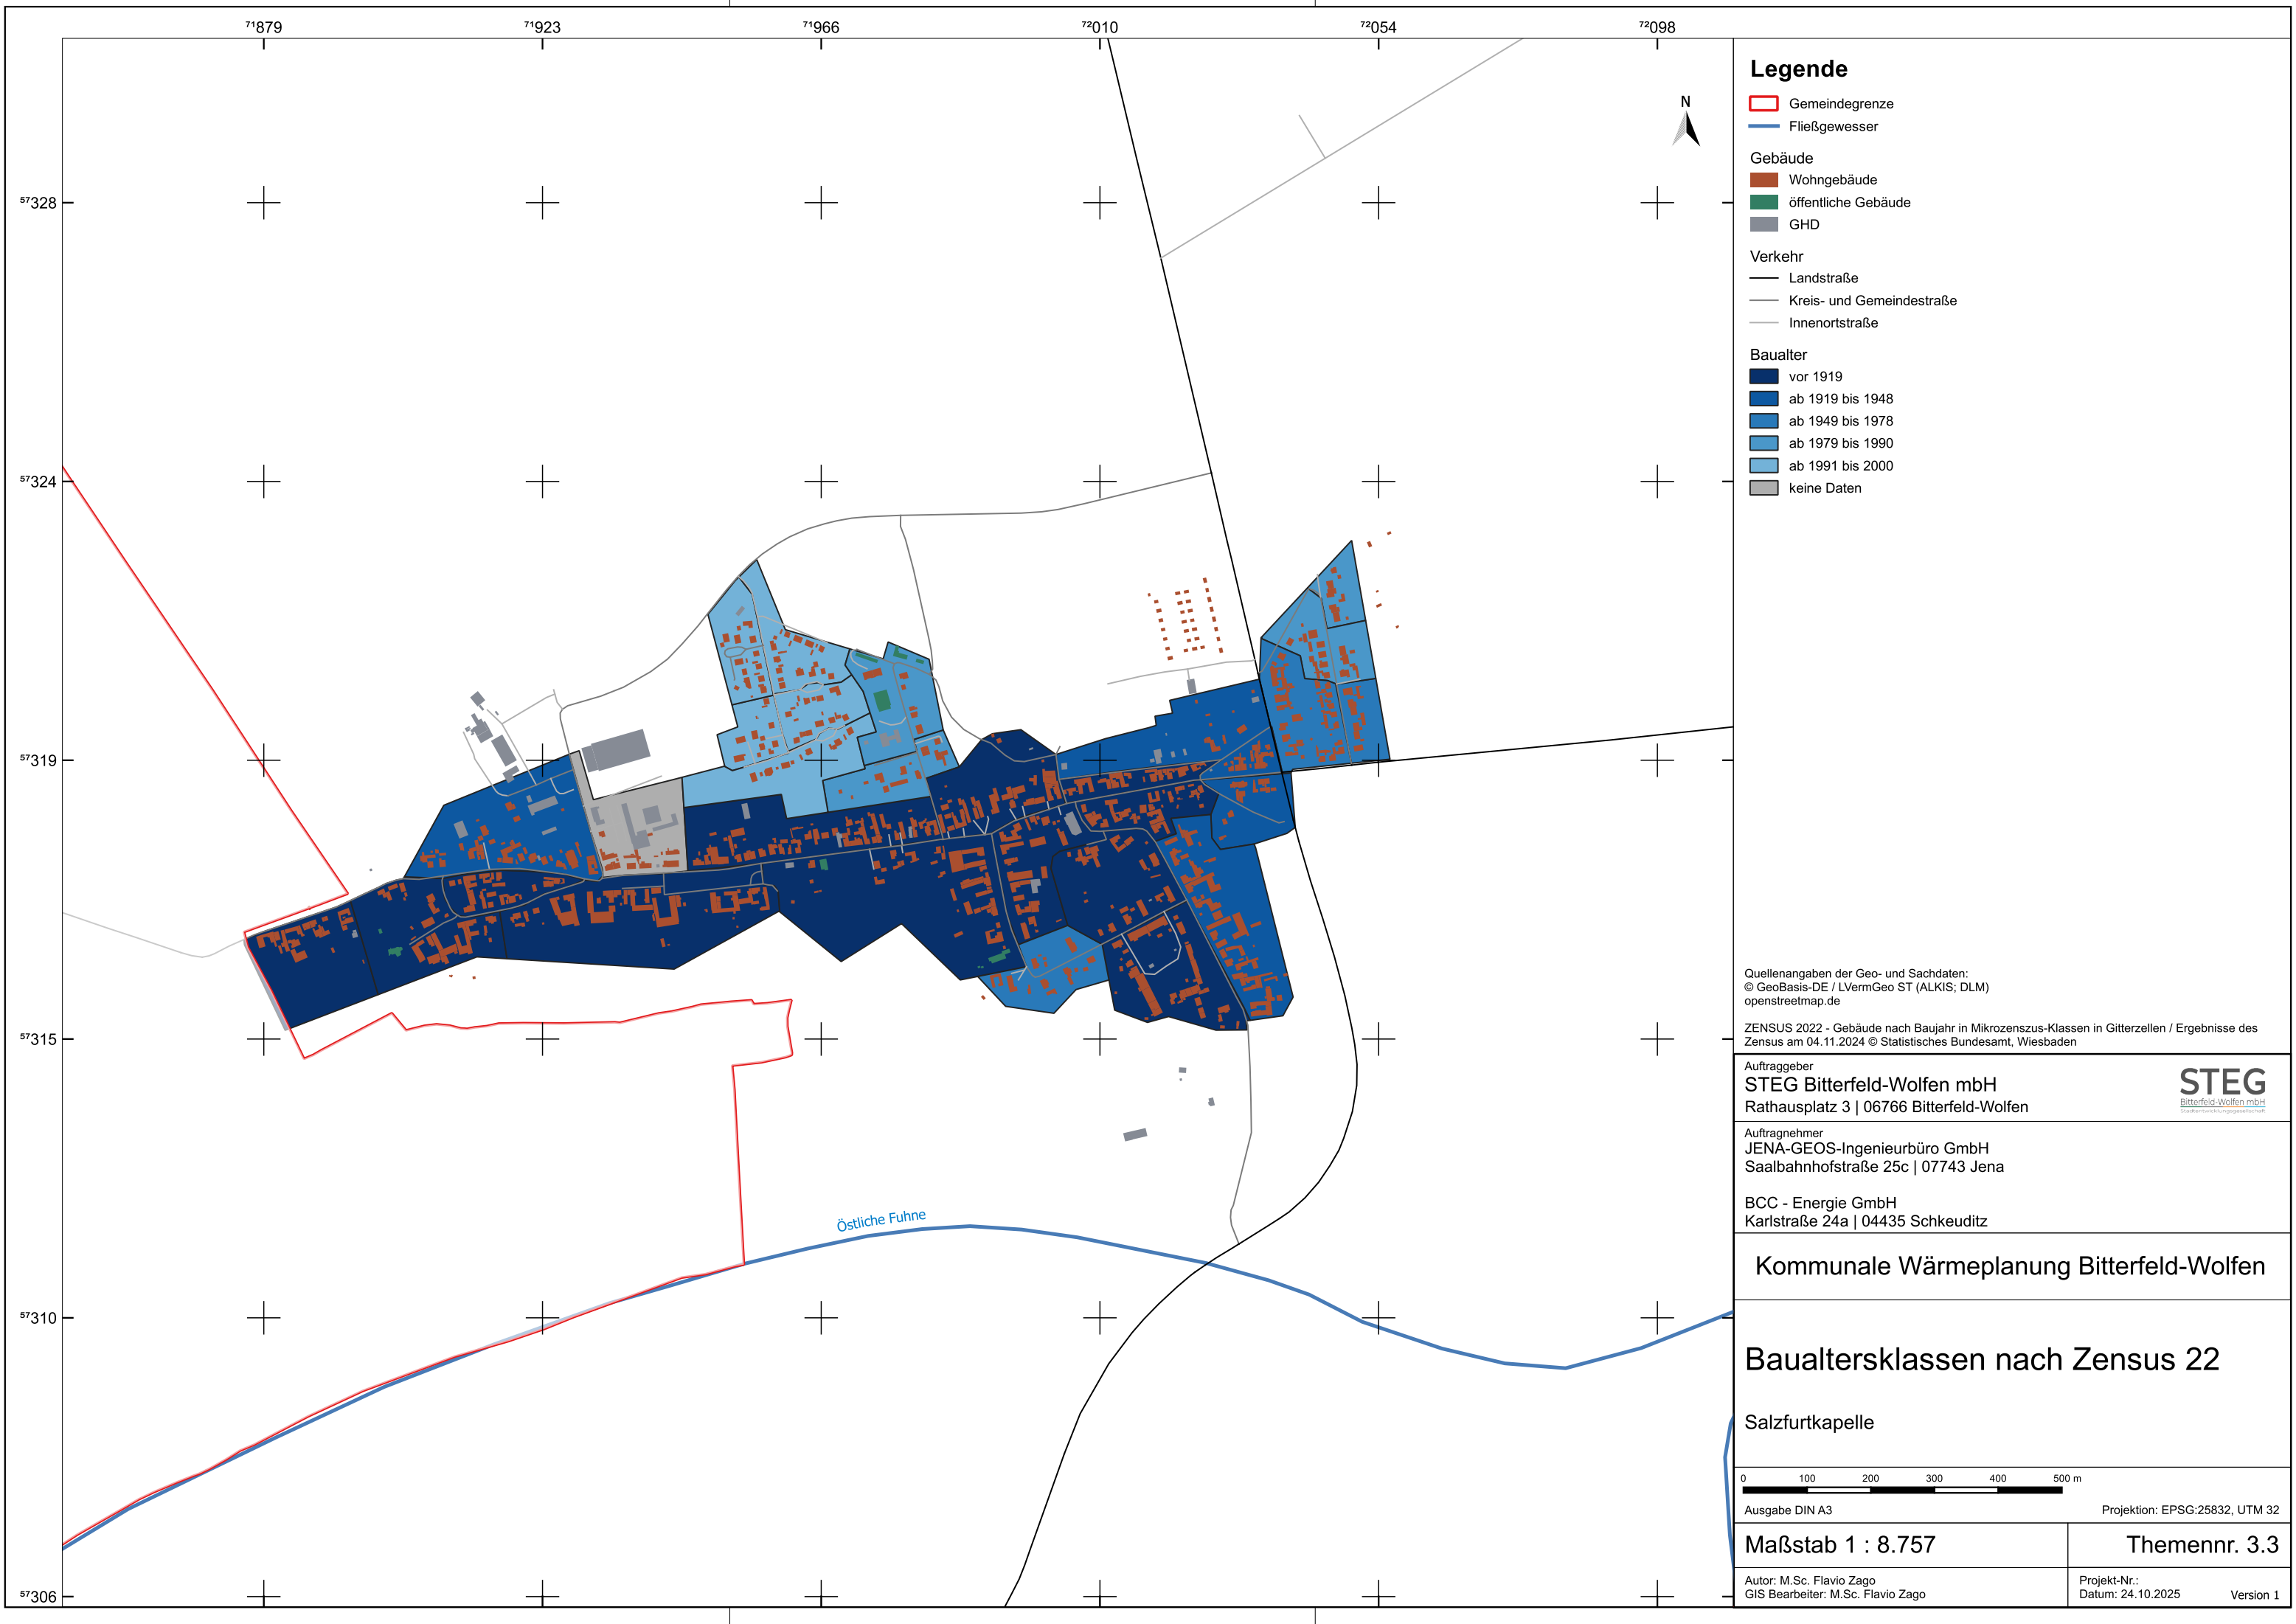 ⁷¹879
⁷¹923
⁷¹966
⁷²010
⁷²054
⁷²098
⁵⁷328
⁵⁷324
⁵⁷319
⁵⁷315
⁵⁷310
⁵⁷306
N
Östliche Fuhne
Legende
Gemeindegrenze
Fließgewesser
Gebäude
Wohngebäude
öffentliche Gebäude
GHD
Verkehr
Landstraße
Kreis- und Gemeindestraße
Innenortstraße
Baualter
vor 1919
ab 1919 bis 1948
ab 1949 bis 1978
ab 1979 bis 1990
ab 1991 bis 2000
keine Daten
Quellenangaben der Geo- und Sachdaten:
© GeoBasis-DE / LVermGeo ST (ALKIS; DLM)
openstreetmap.de
ZENSUS 2022 - Gebäude nach Baujahr in Mikrozenszus-Klassen in Gitterzellen / Ergebnisse des
Zensus am 04.11.2024 © Statistisches Bundesamt, Wiesbaden
Auftraggeber
STEG Bitterfeld-Wolfen mbH
Rathausplatz 3 | 06766 Bitterfeld-Wolfen
STEG
Bitterfeld-Wolfen mbH
Stadtentwicklungsgesellschaft
Auftragnehmer
JENA-GEOS-Ingenieurbüro GmbH
Saalbahnhofstraße 25c | 07743 Jena
BCC - Energie GmbH
Karlstraße 24a | 04435 Schkeuditz
Kommunale Wärmeplanung Bitterfeld-Wolfen
Baualtersklassen nach Zensus 22
Salzfurtkapelle
0 100 200 300 400 500 m
Ausgabe DIN A3 Projektion: EPSG:25832, UTM 32
Maßstab 1 : 8.757 Themennr. 3.3
Autor: M.Sc. Flavio Zago
GIS Bearbeiter: M.Sc. Flavio Zago
Projekt-Nr.:
Datum: 24.10.2025 Version 1